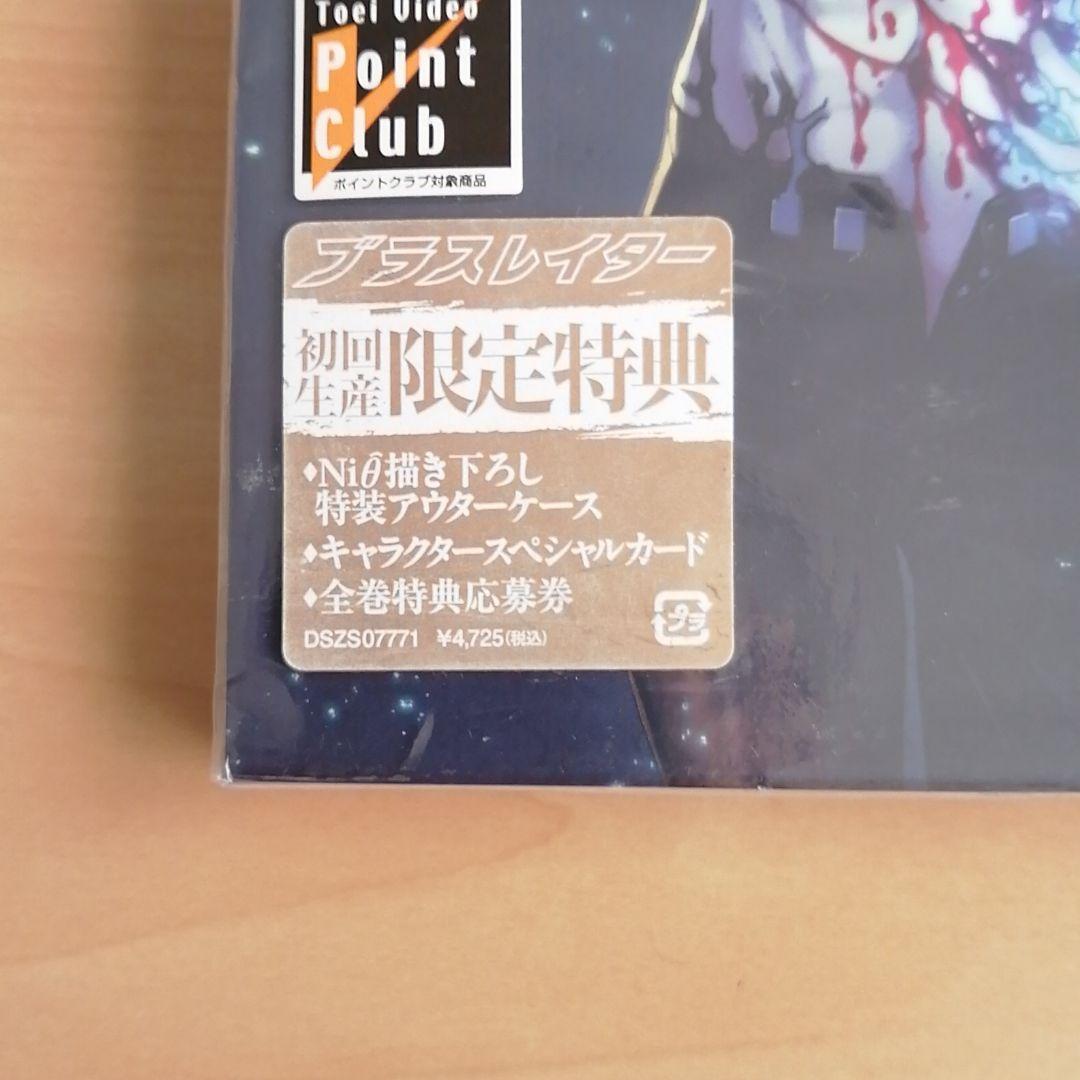 Toei Video
Point
Club
ポイントクラブ対象商品
ブラスレイター
初回
生産
限定特典
♦Niθ描き下ろし
特装アウターケース
♦キャラクタースペシャルカード
♦全巻特典応募券
DSZS07771 ¥4,725(税込)
プラ